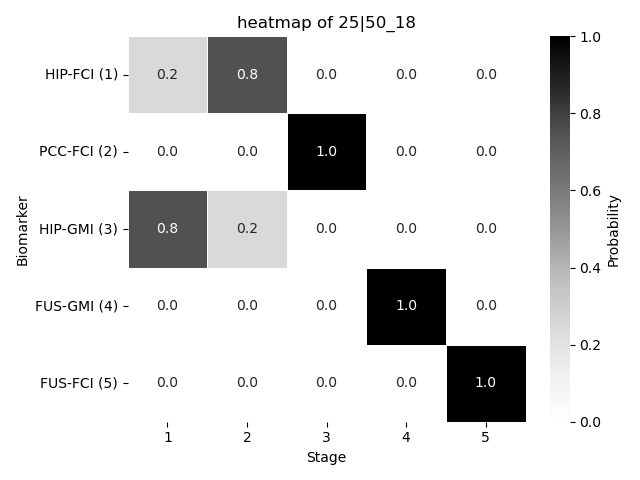 heatmap of 25|50_18
HIP-FCI (1) 0.2 0.8 0.0 0.0 0.0
PCC-FCI (2) 0.0 0.0 1.0 0.0 0.0
HIP-GMI (3) 0.8 0.2 0.0 0.0 0.0
FUS-GMI (4) 0.0 0.0 0.0 1.0 0.0
FUS-FCI (5) 0.0 0.0 0.0 0.0 1.0
1 2 3 4 5
Stage
Biomarker
1.0
0.8
0.6
0.4
0.2
0.0
Probability